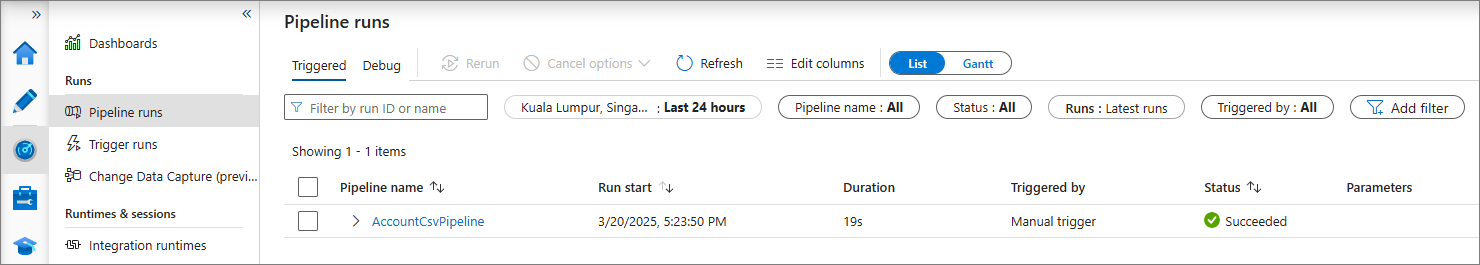 Dashboards
Runs
Pipeline runs
Trigger runs
Change Data Capture (previ...
Runtimes & sessions
Integration runtimes
Pipeline runs
Triggered Debug Rerun Cancel options Refresh Edit columns List Gantt
Filter by run ID or name Kuala Lumpur, Singa... : Last 24 hours Pipeline name : All Status : All Runs : Latest runs Triggered by : All Add filter
Showing 1 - 1 items
Pipeline name Run start Duration Triggered by Status Parameters
AccountCsvPipeline 3/20/2025, 5:23:50 PM 19s Manual trigger Succeeded